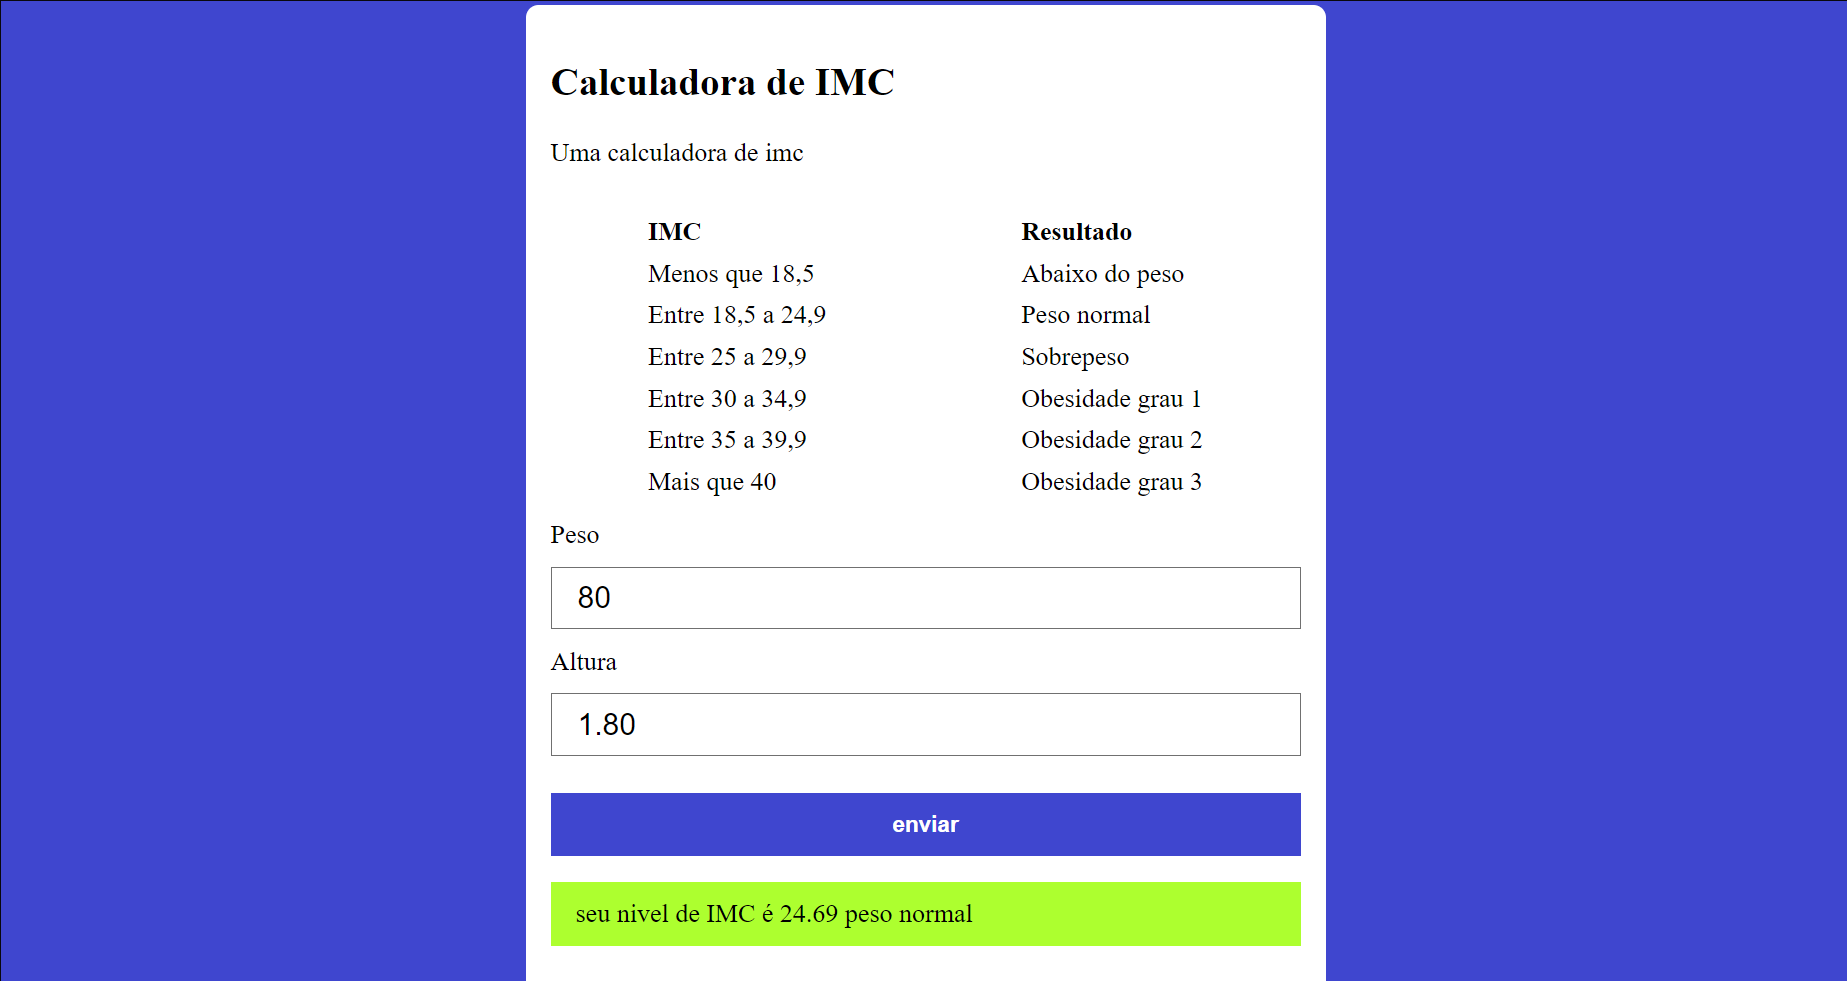 Calculadora de IMC
Uma calculadora de imc
IMC Resultado
Menos que 18,5 Abaixo do peso
Entre 18,5 a 24,9 Peso normal
Entre 25 a 29,9 Sobrepeso
Entre 30 a 34,9 Obesidade grau 1
Entre 35 a 39,9 Obesidade grau 2
Mais que 40 Obesidade grau 3
Peso
80
Altura
1.80
enviar
seu nivel de IMC é 24.69 peso normal